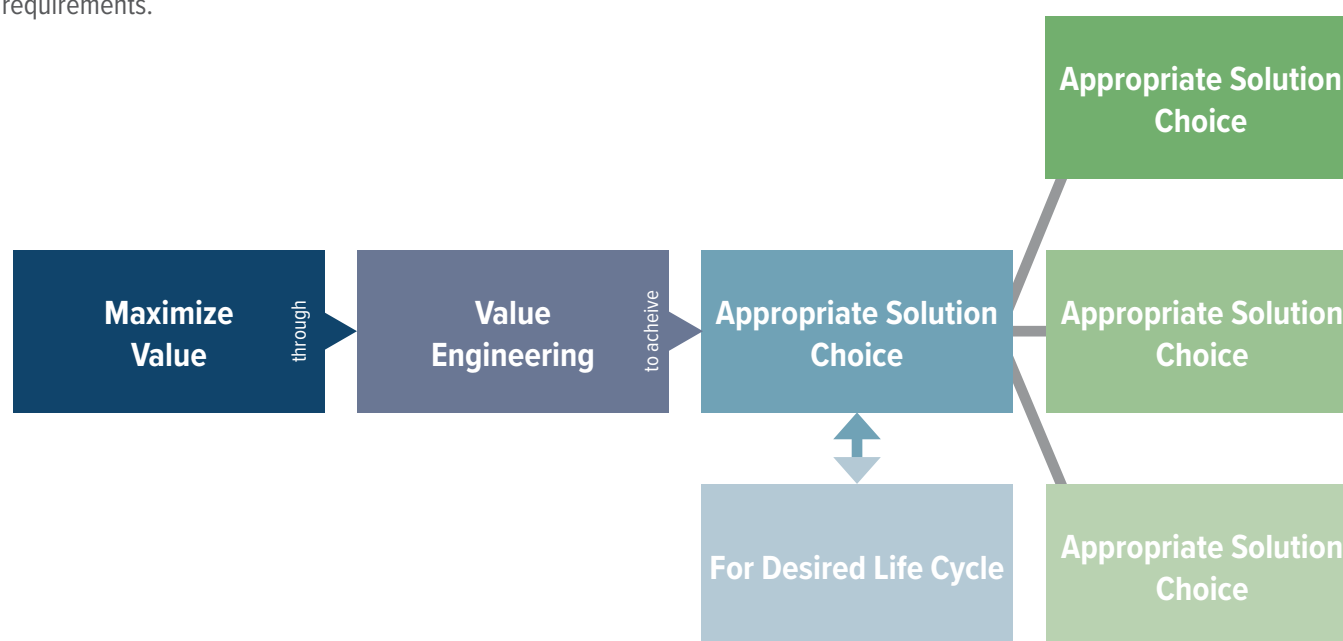 requirements.
Appropriate Solution
Choice
Maximize
Value
through
Value
Engineering
to acheive
Appropriate Solution
Choice
Appropriate Solution
Choice
For Desired Life Cycle
Appropriate Solution
Choice